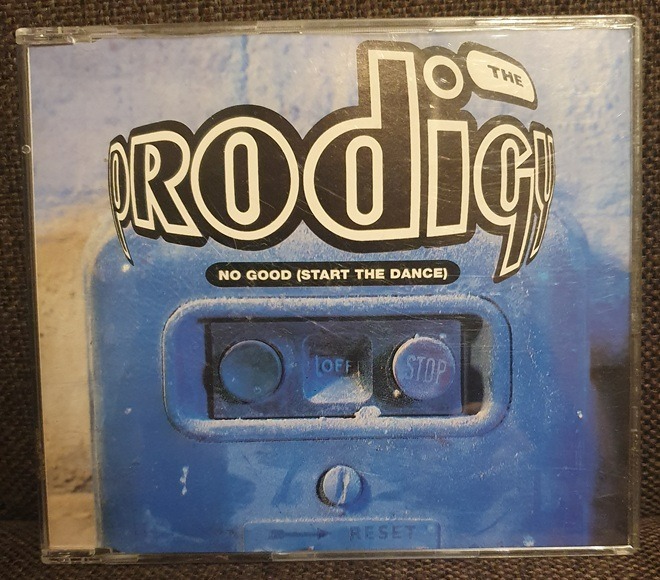 THE
PRODIGY
NO GOOD (START THE DANCE)
OFF
STOP
RESET